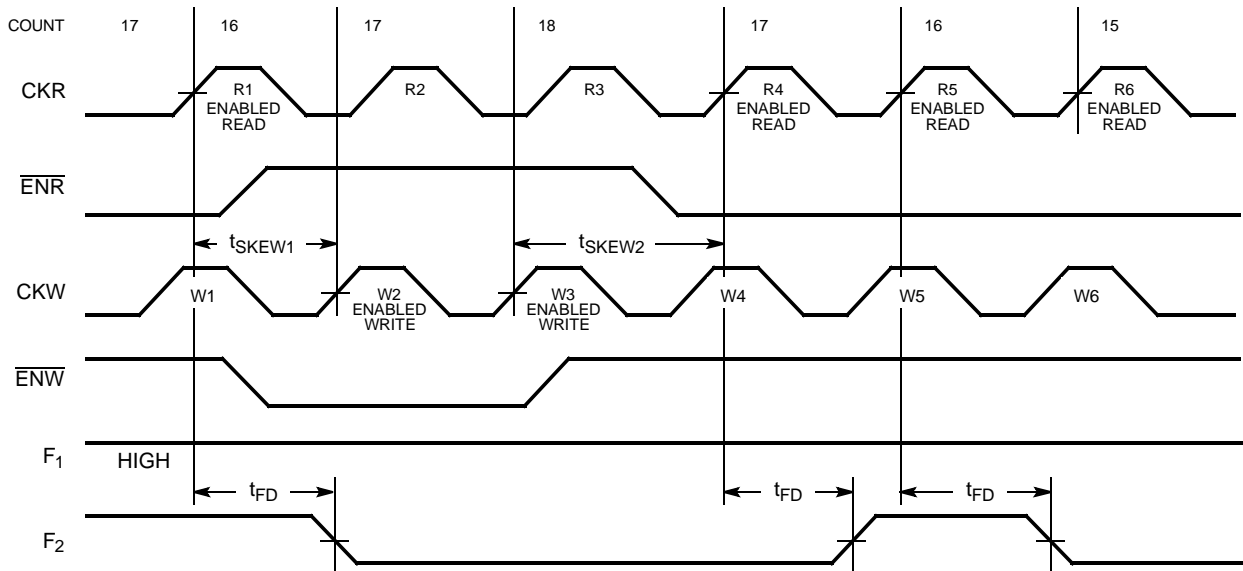 COUNT 17 16 17 18 17 16 15
CKR R1 R2 R3 R4 R5 R6
ENABLED ENABLED ENABLED ENABLED
READ READ READ READ
ENR
tSKEW1 tSKEW2
CKW W1 W2 W3 W4 W5 W6
ENABLED ENABLED
WRITE WRITE
ENW
F1 HIGH
tFD tFD tFD
F2